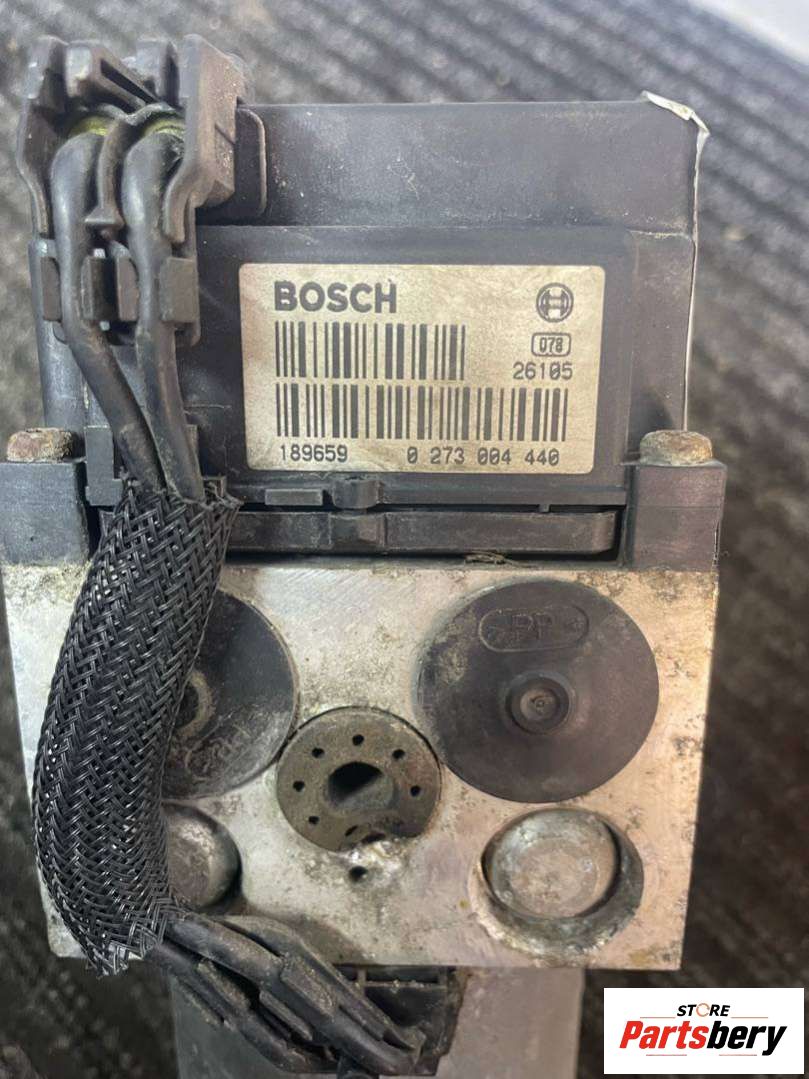 BOSCH
078
26105
189659 0 273 004 440
STORE
Partsbery